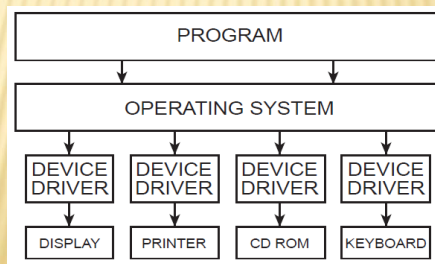 PROGRAM
OPERATING SYSTEM
DEVICE DRIVER
DEVICE DRIVER
DEVICE DRIVER
DEVICE DRIVER
DISPLAY
PRINTER
CD ROM
KEYBOARD